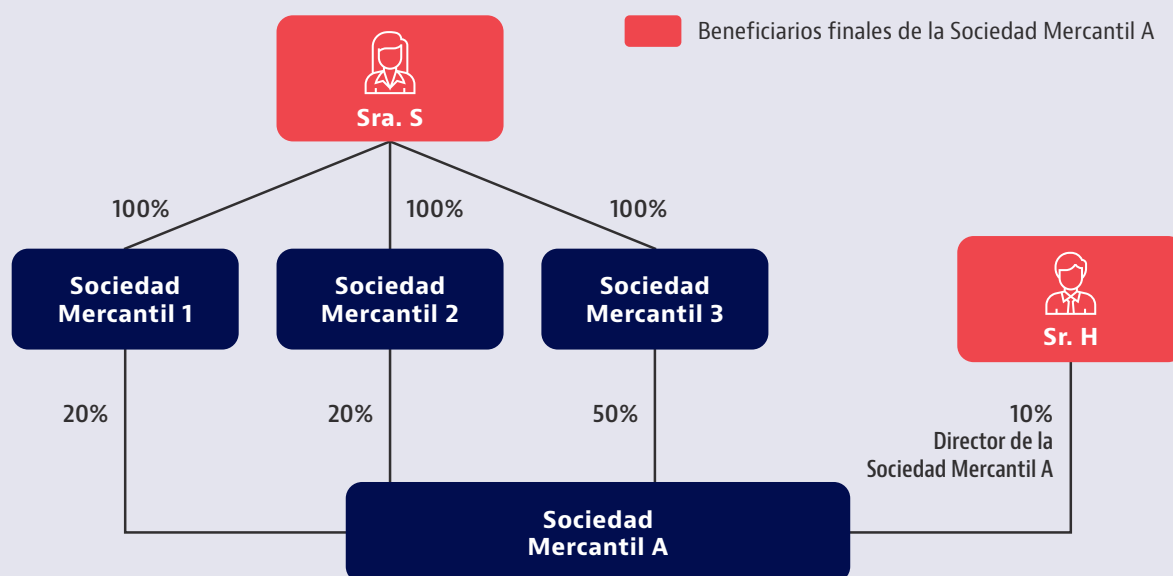 Beneficiarios finales de la Sociedad Mercantil A
Sra. S
100%
100%
100%
Sociedad
Mercantil 1
Sociedad
Mercantil 2
Sociedad
Mercantil 3
Sr. H
20%
20%
50%
10%
Director de la
Sociedad Mercantil A
Sociedad
Mercantil A